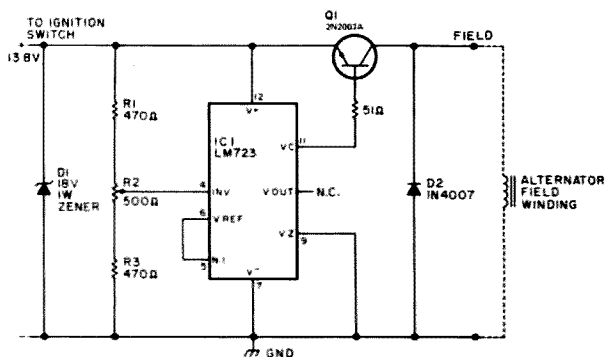 TO IGNITION
SWITCH
+
13.8V
Q1
2N2063A
FIELD
R1
470Ω
12
V+
51Ω
IC1
LM723
11
VC
D1
18V
1W
ZENER
R2
500Ω
4
INV
VOUT
N.C.
D2
1N4007
ALTERNATOR
FIELD
WINDING
6
VREF
VZ
9
5
N.I.
R3
470Ω
V-
7
GND